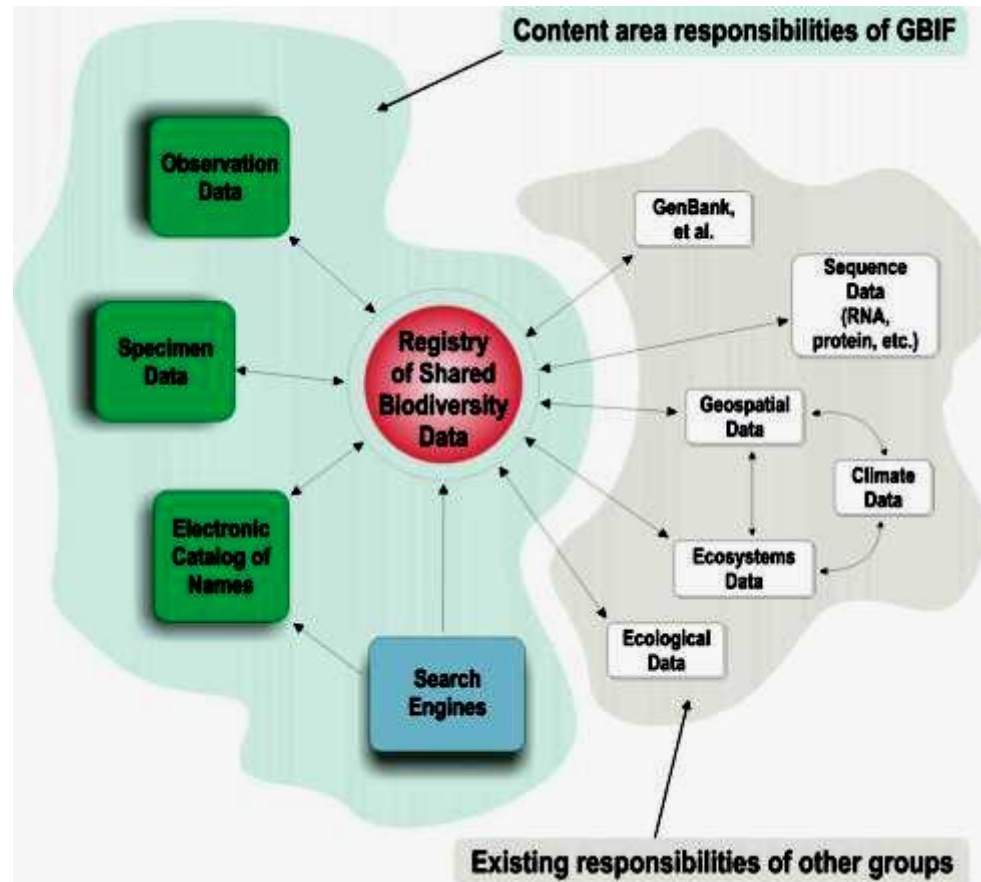 Content area responsibilities of GBIF
Observation
Data
GenBank,
et al.
Sequence
Data
(RNA,
protein, etc.)
Specimen
Data
Registry
of Shared
Biodiversity
Data
Geospatial
Data
Climate
Data
Electronic
Catalog of
Names
Ecosystems
Data
Ecological
Data
Search
Engines
Existing responsibilities of other groups